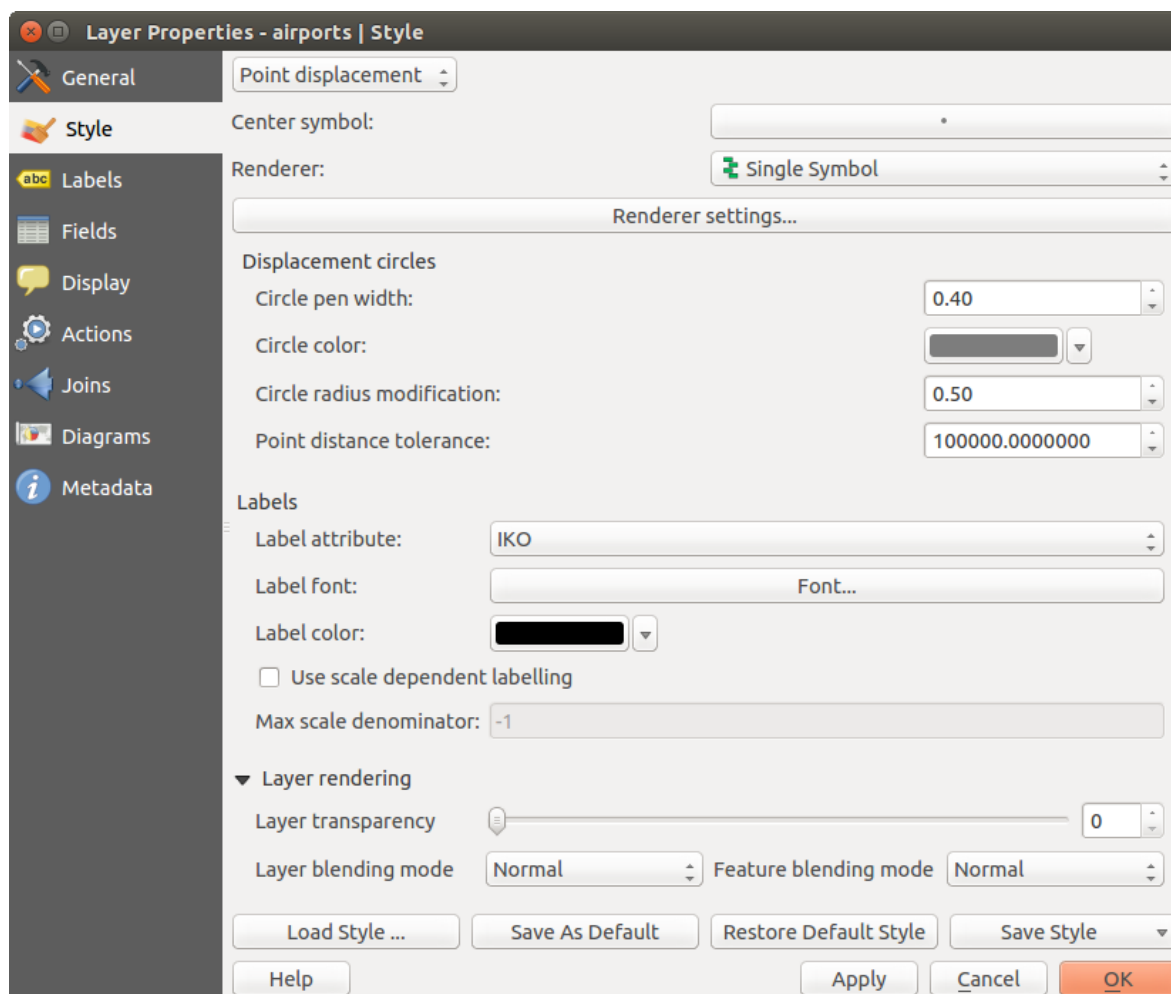 Layer Properties - airports | Style
General
Style
abc Labels
Fields
Display
Actions
Joins
Diagrams
i Metadata
Point displacement
Center symbol:
Renderer: Single Symbol
Renderer settings...
Displacement circles
Circle pen width: 0.40
Circle color:
Circle radius modification: 0.50
Point distance tolerance: 100000.0000000
Labels
Label attribute: IKO
Label font: Font...
Label color:
Use scale dependent labelling
Max scale denominator: -1
Layer rendering
Layer transparency 0
Layer blending mode Normal Feature blending mode Normal
Load Style ... Save As Default Restore Default Style Save Style
Help Apply Cancel OK